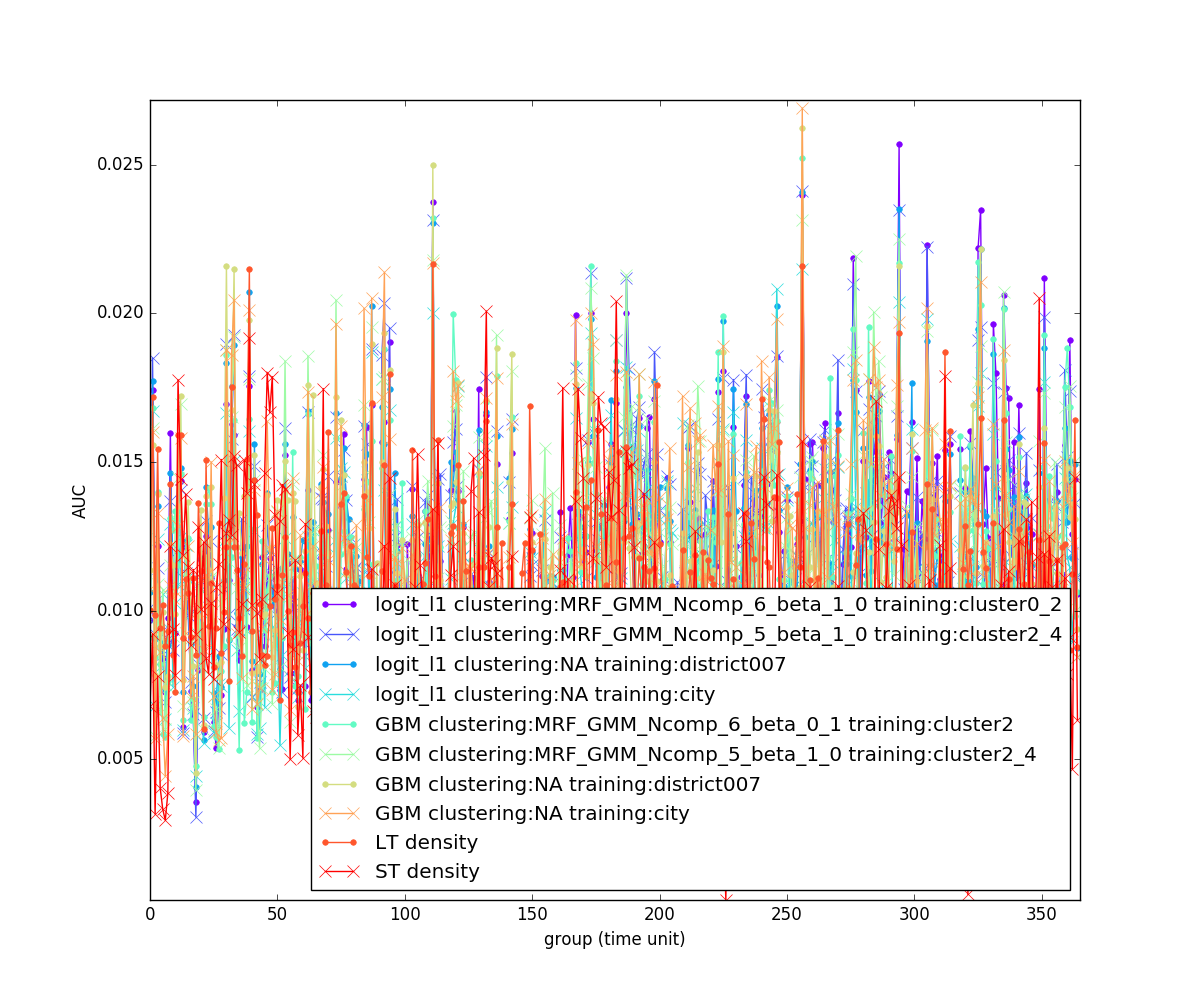 0.025
0.020
0.015
0.010
0.005
AUC
logit_l1 clustering:MRF_GMM_Ncomp_6_beta_1_0 training:cluster0_2
logit_l1 clustering:MRF_GMM_Ncomp_5_beta_1_0 training:cluster2_4
logit_l1 clustering:NA training:district007
logit_l1 clustering:NA training:city
GBM clustering:MRF_GMM_Ncomp_6_beta_0_1 training:cluster2
GBM clustering:MRF_GMM_Ncomp_5_beta_1_0 training:cluster2_4
GBM clustering:NA training:district007
GBM clustering:NA training:city
LT density
ST density
0 50 100 150 200 250 300 350
group (time unit)